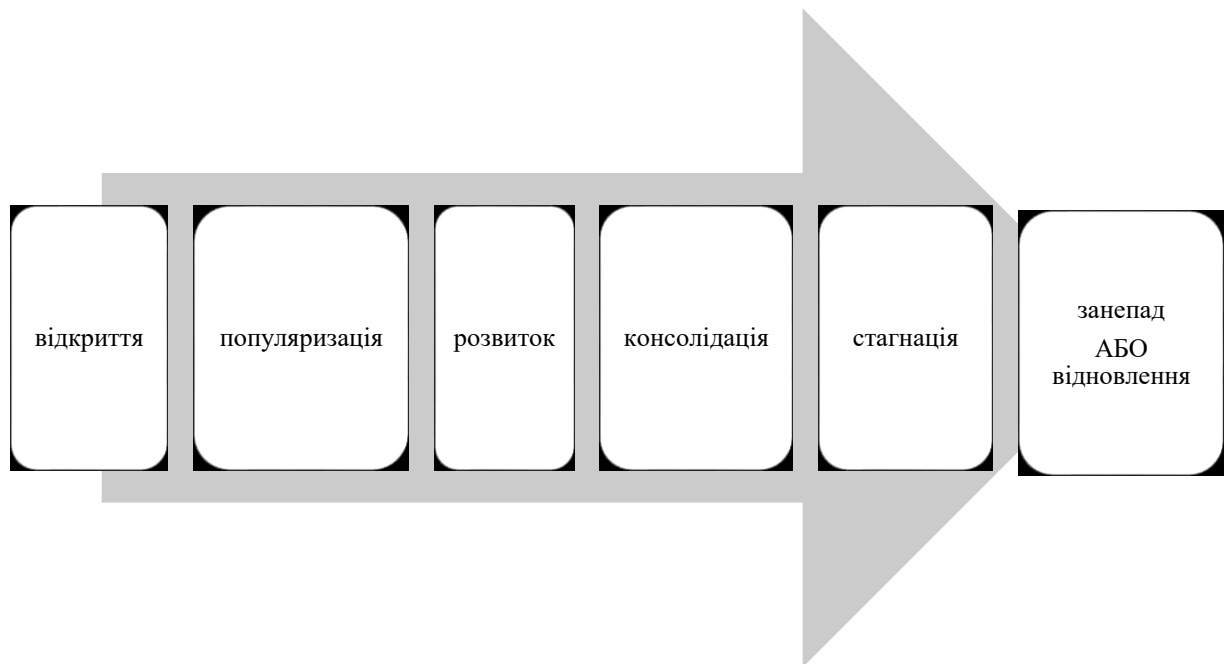 відкриття
популяризація
розвиток
консолідація
стагнація
занепад
АБО
відновлення